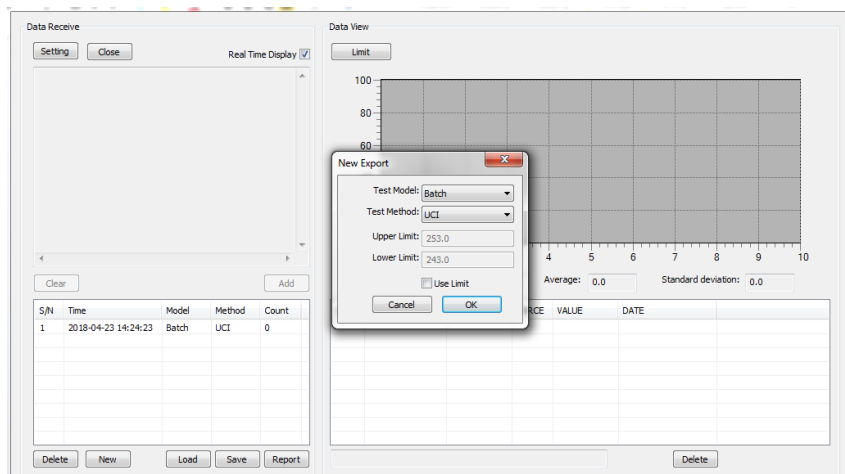 Data Receive
Setting
Close
Real Time Display
Clear
Add
S/N Time Model Method Count
1 2018-04-23 14:24:23 Batch UCI 0
Delete
New
Load
Save
Report
Data View
Limit
100
80
60
4 5 6 7 8 9 10
Average: 0.0
Standard deviation: 0.0
VALUE DATE
Delete
New Export
Test Model: Batch
Test Method: UCI
Upper Limit: 253.0
Lower Limit: 243.0
Use Limit
Cancel
OK